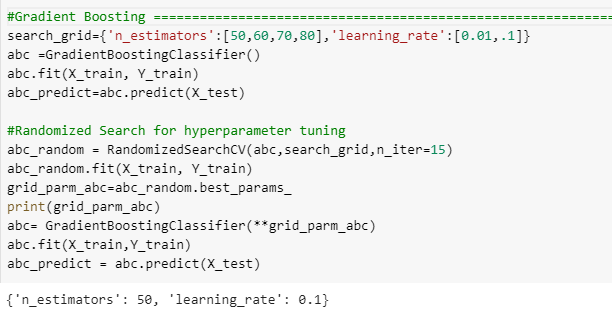 #Gradient Boosting ==========================================================
search_grid={'n_estimators':[50,60,70,80],'learning_rate':[0.01,.1]}
abc =GradientBoostingClassifier()
abc.fit(X_train, Y_train)
abc_predict=abc.predict(X_test)
#Randomized Search for hyperparameter tuning
abc_random = RandomizedSearchCV(abc,search_grid,n_iter=15)
abc_random.fit(X_train, Y_train)
grid_parm_abc=abc_random.best_params_
print(grid_parm_abc)
abc= GradientBoostingClassifier(**grid_parm_abc)
abc.fit(X_train,Y_train)
abc_predict = abc.predict(X_test)
{'n_estimators': 50, 'learning_rate': 0.1}